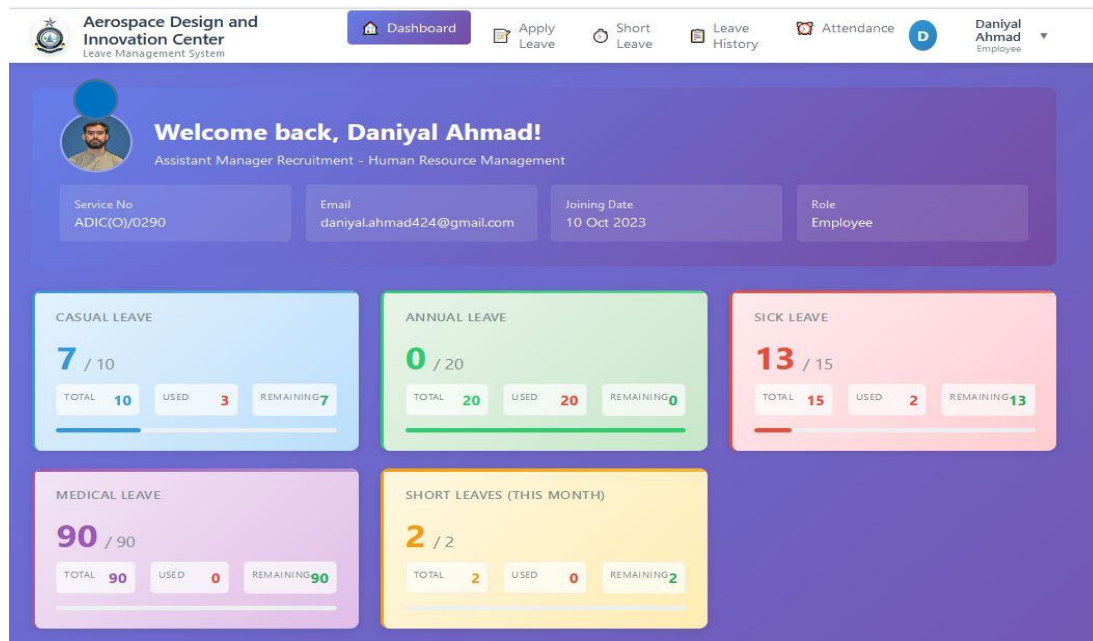 Aerospace Design and
Innovation Center
Leave Management System
Dashboard
Apply
Leave
Short
Leave
Leave
History
Attendance
D
Daniyal
Ahmad
Employee
Welcome back, Daniyal Ahmad!
Assistant Manager Recruitment - Human Resource Management
Service No
ADIC(O)/0290
Email
daniyal.ahmad424@gmail.com
Joining Date
10 Oct 2023
Role
Employee
CASUAL LEAVE
7 / 10
TOTAL 10 USED 3 REMAINING 7
ANNUAL LEAVE
0 / 20
TOTAL 20 USED 20 REMAINING 0
SICK LEAVE
13 / 15
TOTAL 15 USED 2 REMAINING 13
MEDICAL LEAVE
90 / 90
TOTAL 90 USED 0 REMAINING 90
SHORT LEAVES (THIS MONTH)
2 / 2
TOTAL 2 USED 0 REMAINING 2